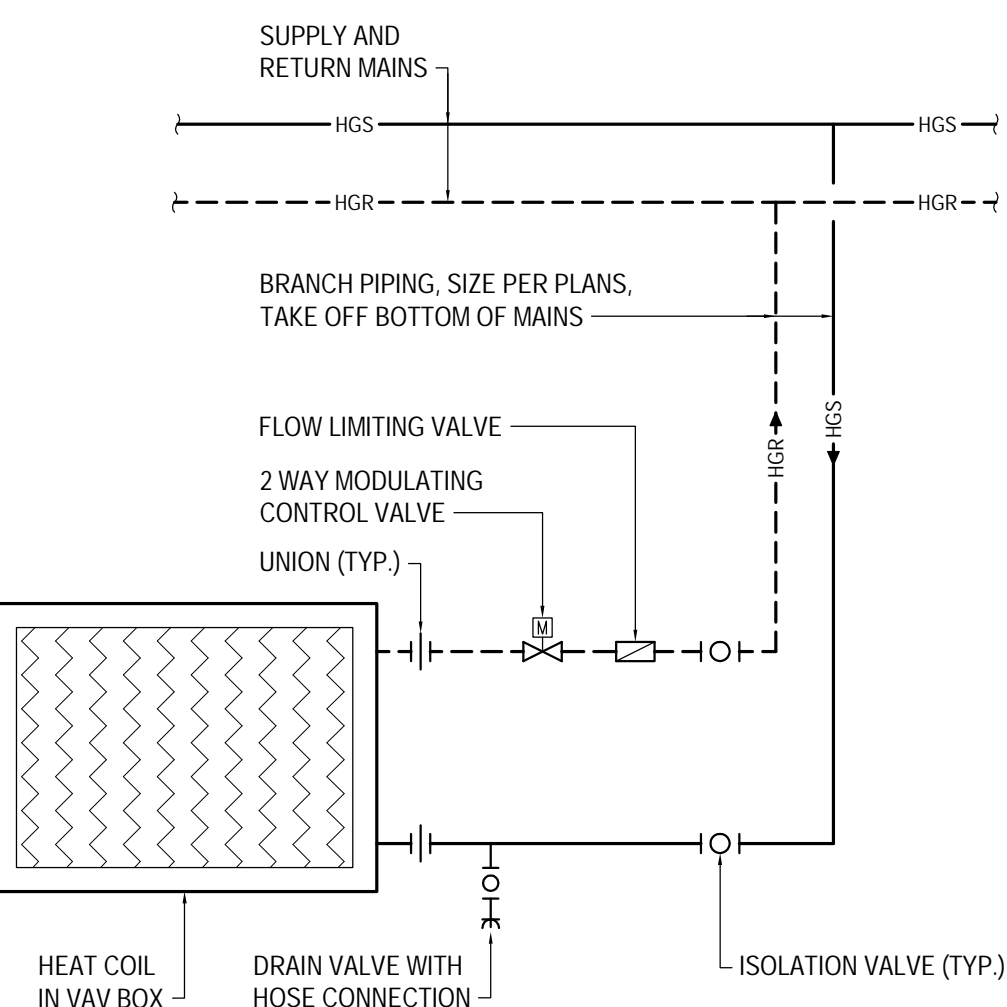 SUPPLY AND
RETURN MAINS
HGS
HGS
HGR
HGR
BRANCH PIPING, SIZE PER PLANS,
TAKE OFF BOTTOM OF MAINS
HGR
HGS
FLOW LIMITING VALVE
2 WAY MODULATING
CONTROL VALVE
UNION (TYP.)
M
HEAT COIL
IN VAV BOX
DRAIN VALVE WITH
HOSE CONNECTION
ISOLATION VALVE (TYP.)